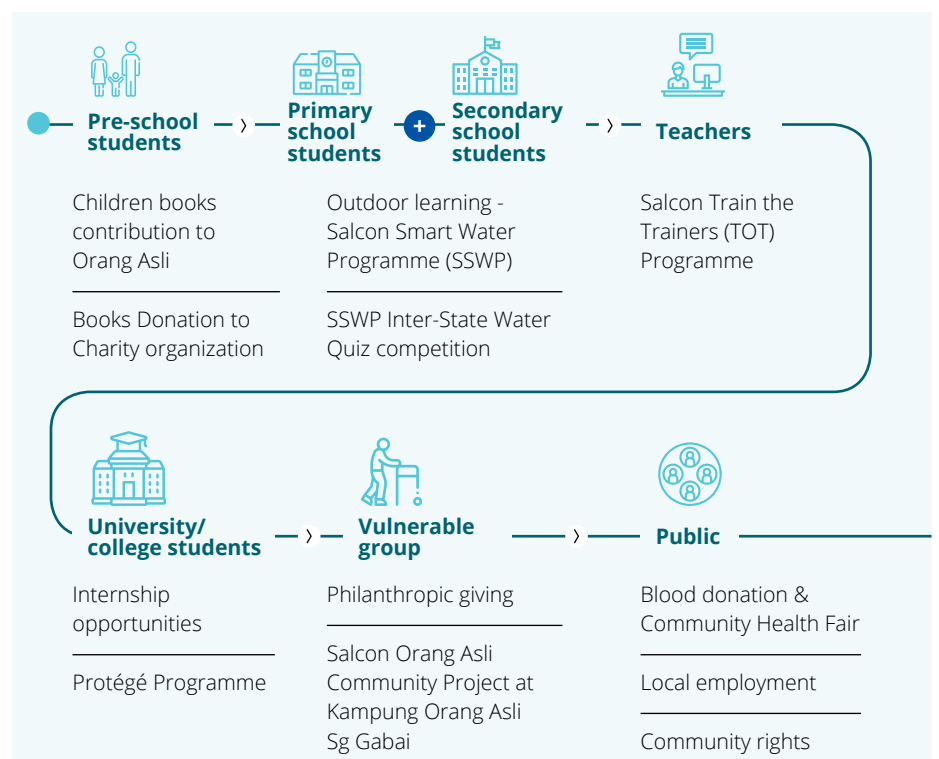 Pre-school
students
Primary
school
students
+
Secondary
school
students
Teachers
Children books
contribution to
Orang Asli
Books Donation to
Charity organization
Outdoor learning -
Salcon Smart Water
Programme (SSWP)
SSWP Inter-State Water
Quiz competition
Salcon Train the
Trainers (TOT)
Programme
University/
college students
Vulnerable
group
Public
Internship
opportunities
Protégé Programme
Philanthropic giving
Salcon Orang Asli
Community Project at
Kampung Orang Asli
Sg Gabai
Blood donation &
Community Health Fair
Local employment
Community rights